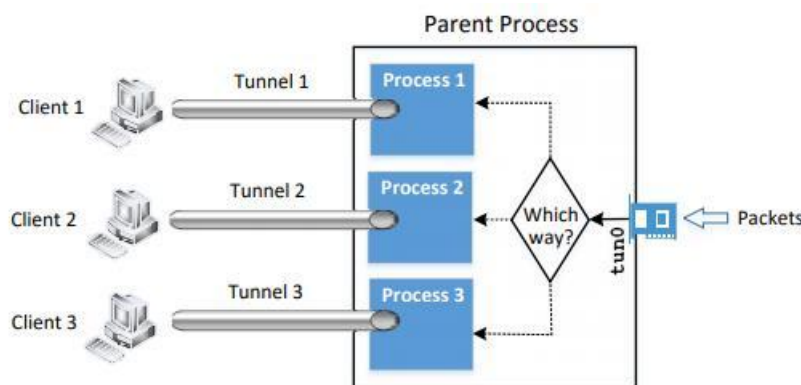 Parent Process
Client 1
Tunnel 1
Process 1
Client 2
Tunnel 2
Process 2
Which
way?
tun0
Packets
Client 3
Tunnel 3
Process 3